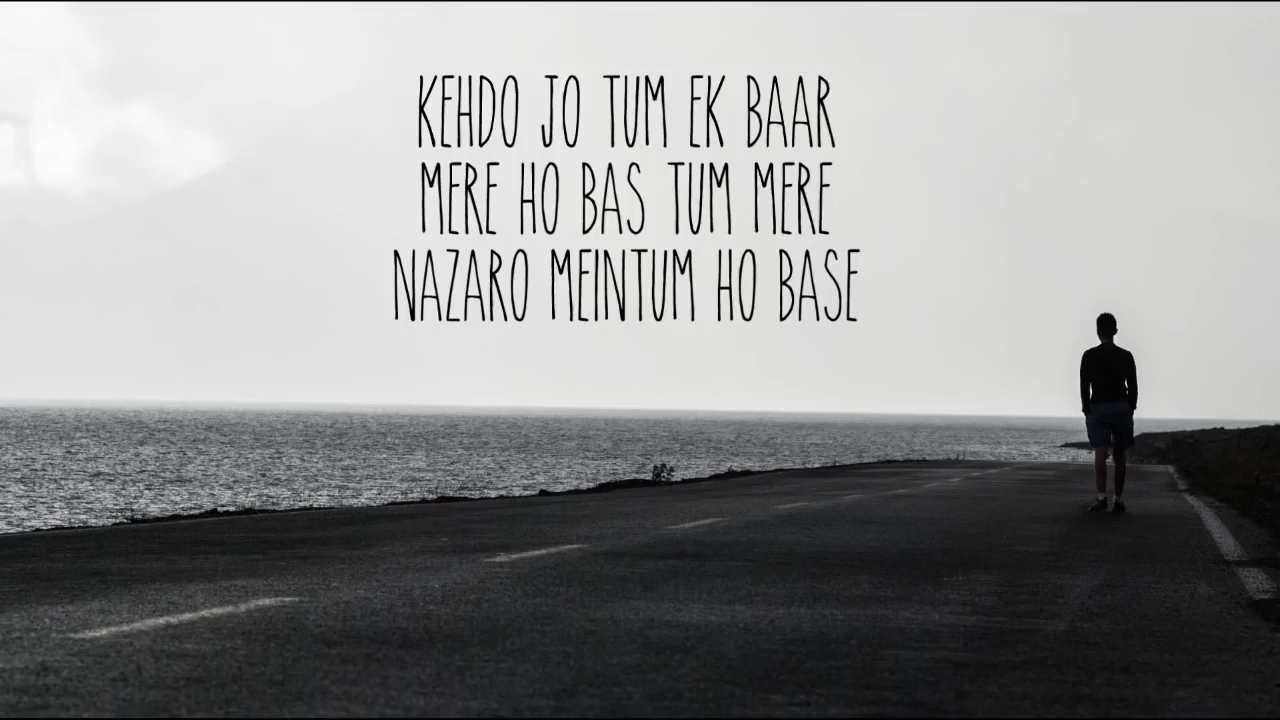 KEHDO JO TUM EK BAAR
MERE HO BAS TUM MERE
NAZARO MEINTUM HO BASE